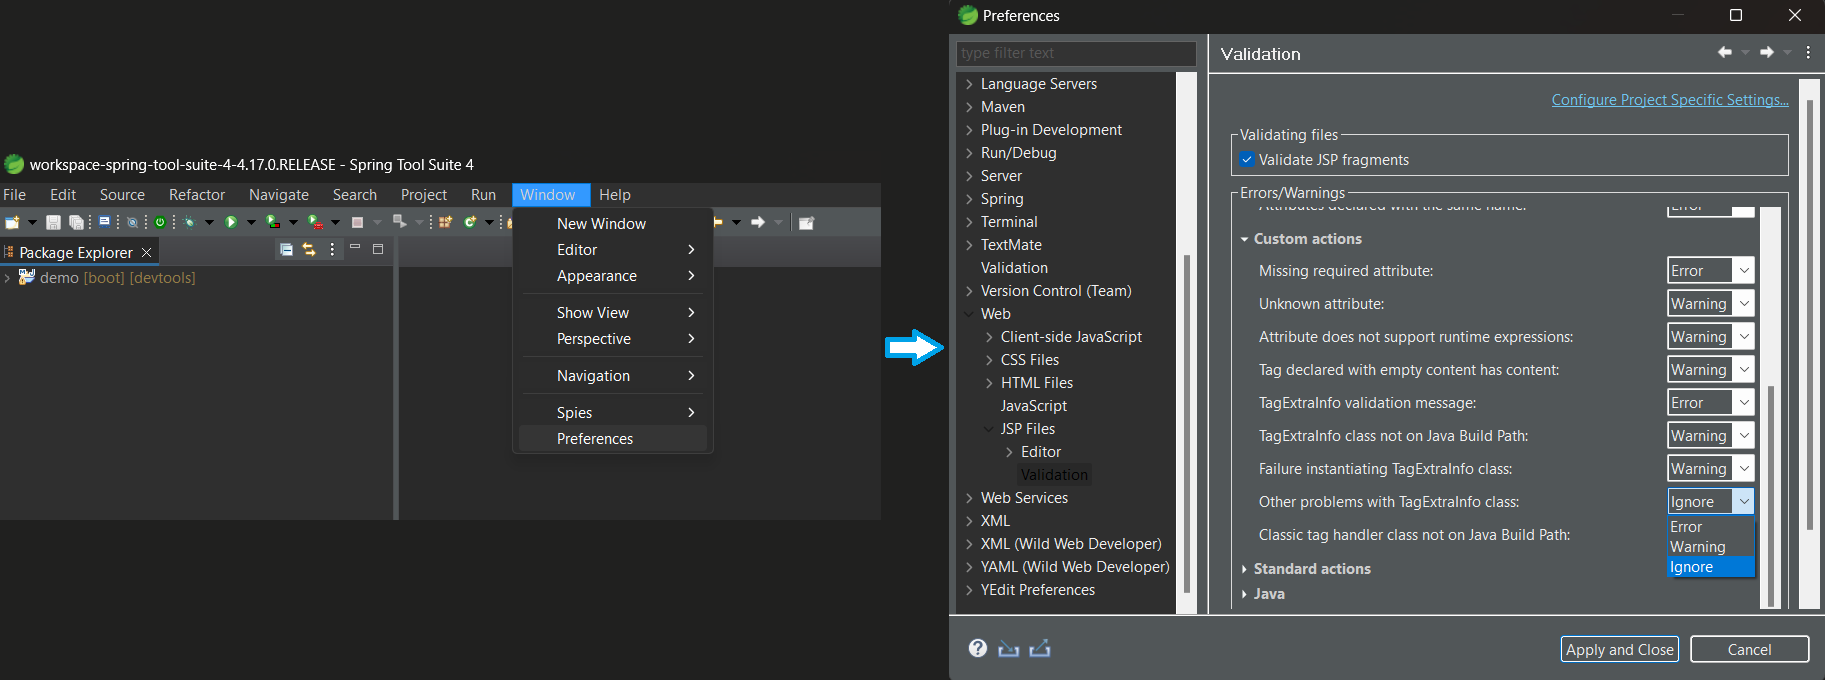 workspace-spring-tool-suite-4-4.17.0.RELEASE - Spring Tool Suite 4
File Edit Source Refactor Navigate Search Project Run Window Help
Package Explorer
demo [boot] [devtools]
New Window
Editor
Appearance
Show View
Perspective
Navigation
Spies
Preferences
Preferences
type filter text
Language Servers
Maven
Plug-in Development
Run/Debug
Server
Spring
Terminal
TextMate
Validation
Version Control (Team)
Web
Client-side JavaScript
CSS Files
HTML Files
JavaScript
JSP Files
Editor
Validation
Web Services
XML
XML (Wild Web Developer)
YAML (Wild Web Developer)
YEdit Preferences
Validation
Configure Project Specific Settings...
Validating files
Validate JSP fragments
Errors/Warnings
Attributes declared with the same name: Error
Custom actions
Missing required attribute: Error
Unknown attribute: Warning
Attribute does not support runtime expressions: Warning
Tag declared with empty content has content: Warning
TagExtraInfo validation message: Error
TagExtraInfo class not on Java Build Path: Warning
Failure instantiating TagExtraInfo class: Warning
Other problems with TagExtraInfo class: Ignore
Error
Classic tag handler class not on Java Build Path:
Warning
Ignore
Standard actions
Java
Apply and Close Cancel